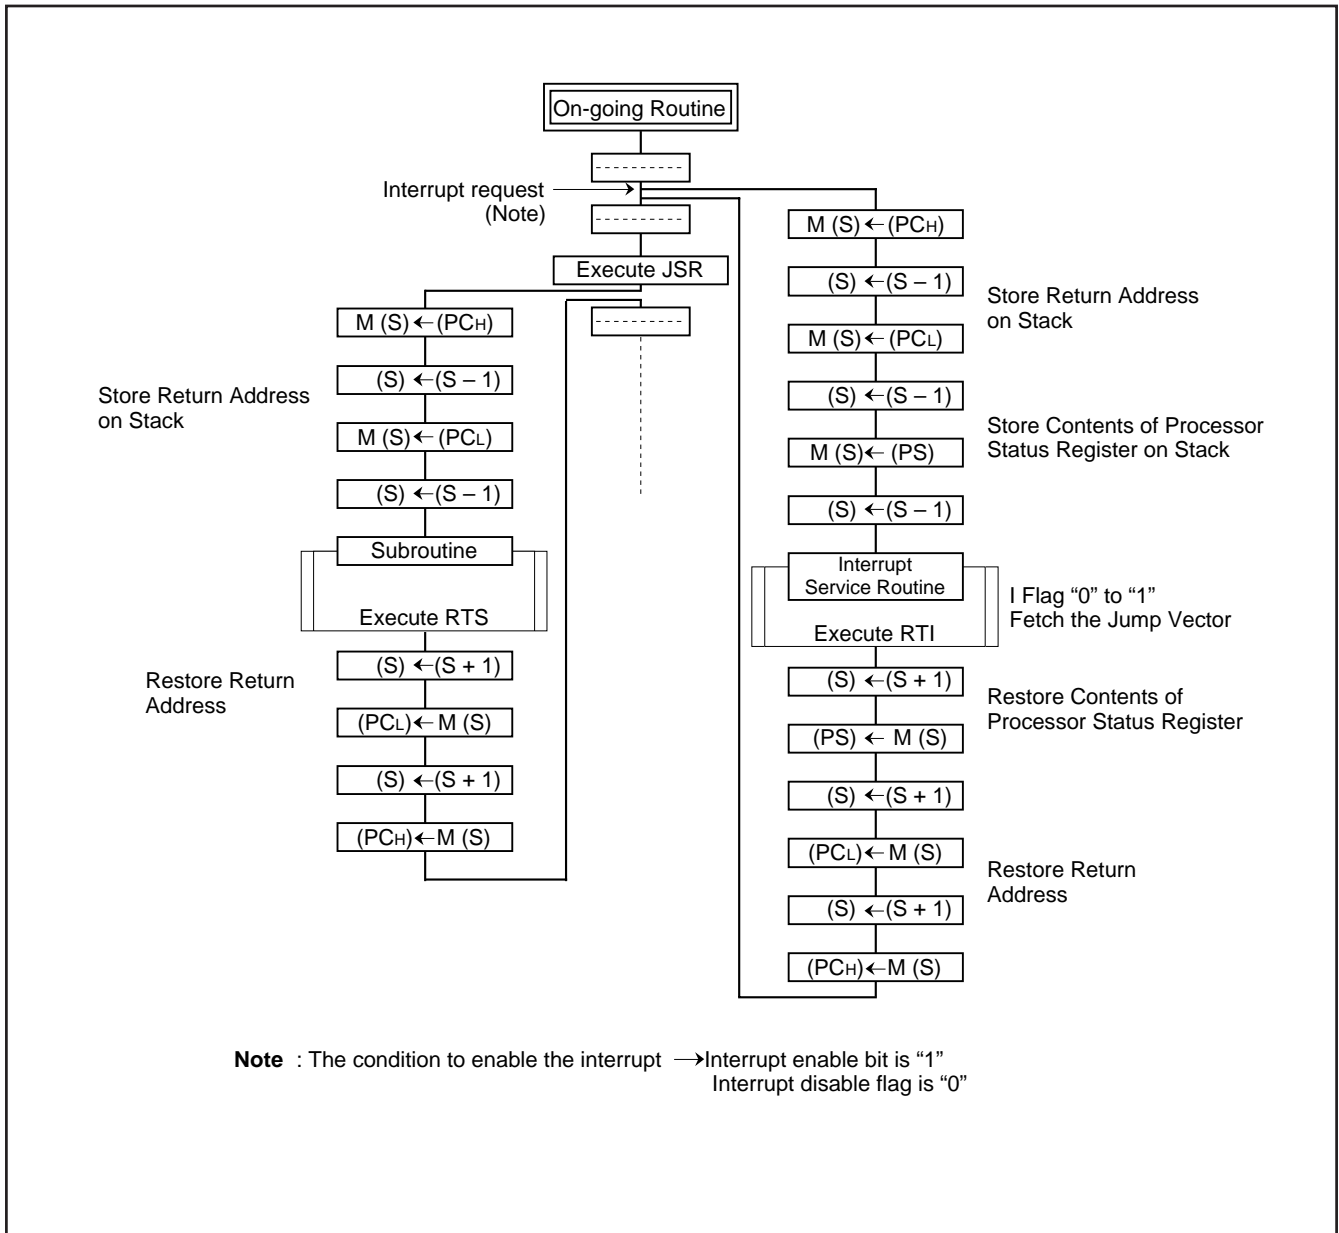 On-going Routine
Interrupt request
(Note)
Execute JSR
M (S) ← (PCH)
(S) ← (S – 1)
M (S) ← (PCL)
(S) ← (S – 1)
Store Return Address
on Stack
Subroutine
Execute RTS
(S) ← (S + 1)
(PCL) ← M (S)
(S) ← (S + 1)
(PCH) ← M (S)
Restore Return
Address
M (S) ← (PCH)
(S) ← (S – 1)
M (S) ← (PCL)
(S) ← (S – 1)
M (S) ← (PS)
(S) ← (S – 1)
Store Return Address
on Stack
Store Contents of Processor
Status Register on Stack
Interrupt
Service Routine
Execute RTI
I Flag “0” to “1”
Fetch the Jump Vector
(S) ← (S + 1)
(PS) ← M (S)
(S) ← (S + 1)
(PCL) ← M (S)
(S) ← (S + 1)
(PCH) ← M (S)
Restore Contents of
Processor Status Register
Restore Return
Address
Note : The condition to enable the interrupt → Interrupt enable bit is “1”
Interrupt disable flag is “0”